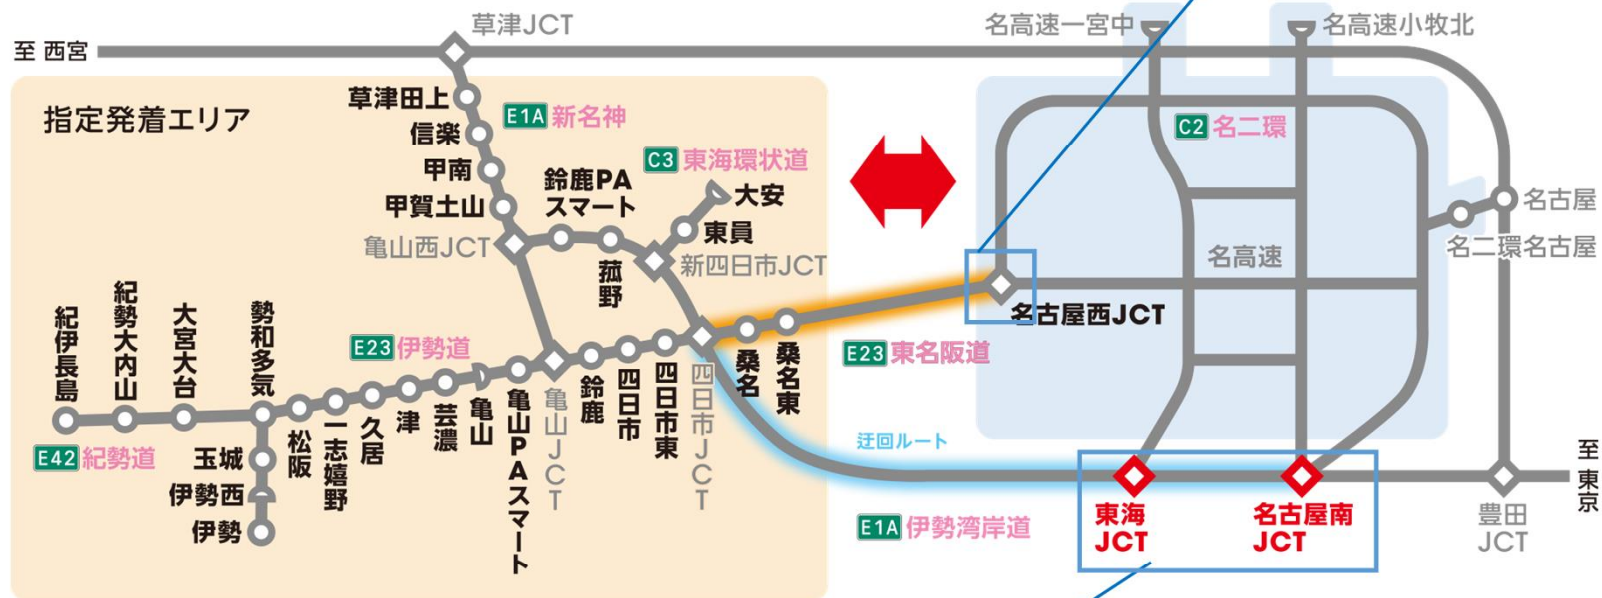 草津JCT
名高速一宮中
名高速小牧北
至 西宮
指定発着エリア
草津田上
E1A 新名神
信楽
甲南
甲賀土山
亀山西JCT
鈴鹿PA
スマート
菰野
C3 東海環状道
大安
東員
新四日市JCT
C2 名二環
名古屋
名二環名古屋
名高速
名古屋西JCT
紀伊長島
紀勢大内山
大宮大台
勢和多気
E23 伊勢道
E42 紀勢道
玉城
伊勢西
伊勢
松阪
一志嬉野
久居
津
芸濃
亀山
亀山PAスマート
亀山JCT
鈴鹿
四日市
四日市東
四日市JCT
桑名
桑名東
E23 東名阪道
迂回ルート
E1A 伊勢湾岸道
東海
JCT
名古屋南
JCT
豊田
JCT
至 東京